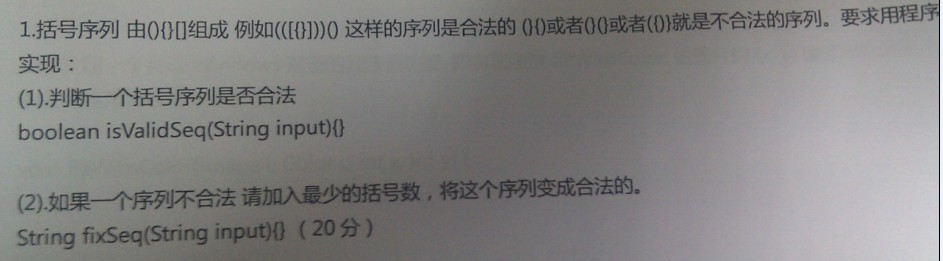 1.括号序列 由(){}[]组成 例如(([{}]))() 这样的序列是合法的 (){)或者(}{}或者({)}就是不合法的序列。要求用程序
实现：
(1).判断一个括号序列是否合法
boolean isValidSeq(String input){}
(2).如果一个序列不合法 请加入最少的括号数，将这个序列变成合法的。
String fixSeq(String input){}（20分）